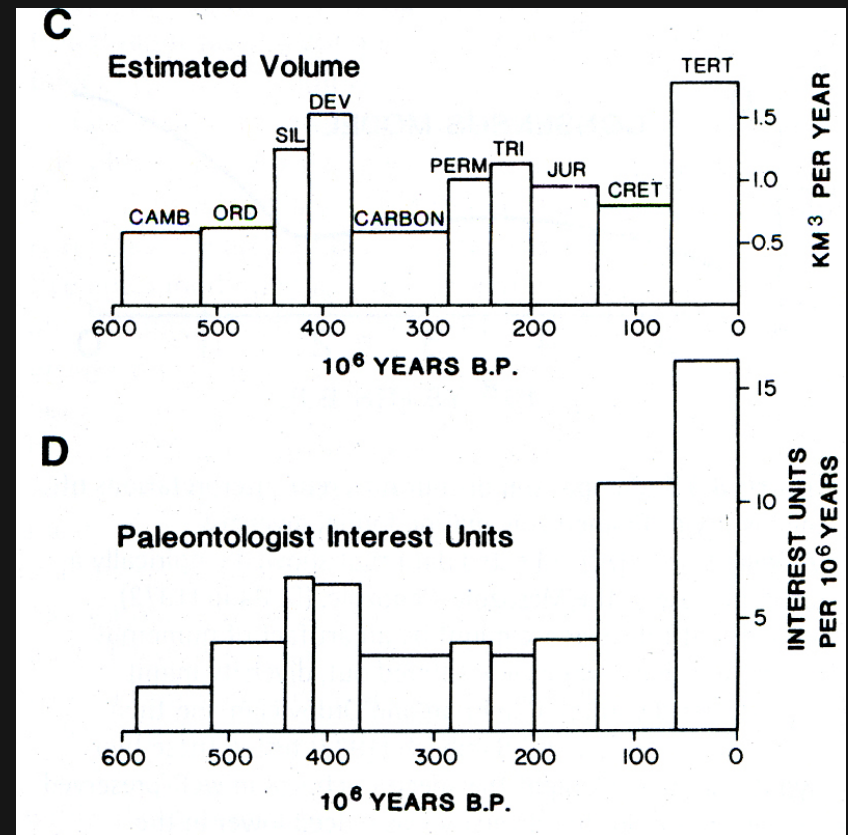 C
Estimated Volume
CAMB
ORD
SIL
DEV
CARBON
PERM
TRI
JUR
CRET
TERT
1.5
1.0
0.5
KM³ PER YEAR
600 500 400 300 200 100 0
10⁶ YEARS B.P.
D
Paleontologist Interest Units
15
10
5
INTEREST UNITS
PER 10⁶ YEARS
600 500 400 300 200 100 0
10⁶ YEARS B.P.